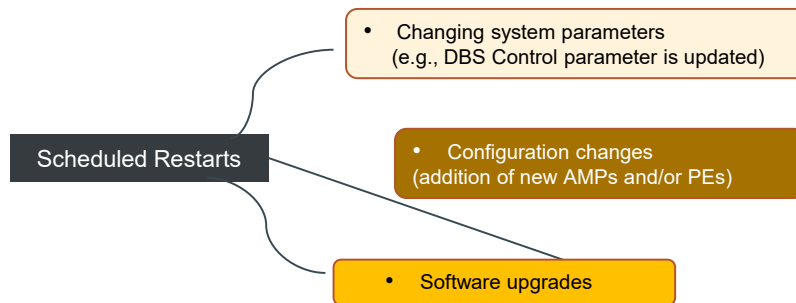 • Changing system parameters
(e.g., DBS Control parameter is updated)
Scheduled Restarts
• Configuration changes
(addition of new AMPs and/or PEs)
• Software upgrades